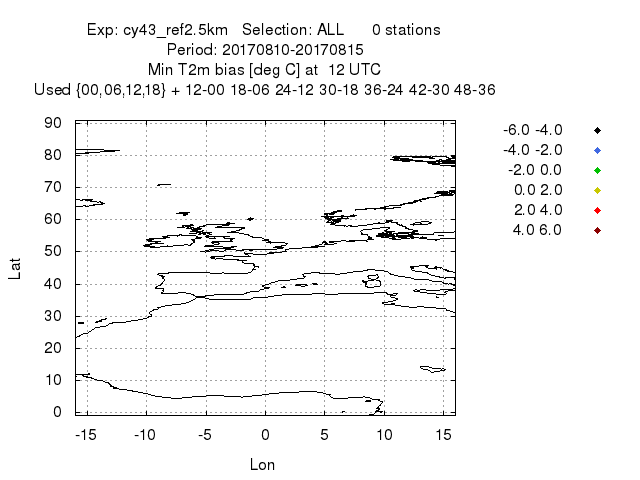 Exp: cy43_ref2.5km Selection: ALL 0 stations
Period: 20170810-20170815
Min T2m bias [deg C] at 12 UTC
Used {00,06,12,18} + 12-00 18-06 24-12 30-18 36-24 42-30 48-36
90
80
70
60
50
40
30
20
10
0
Lat
-15 -10 -5 0 5 10 15
Lon
-6.0 -4.0
-4.0 -2.0
-2.0 0.0
0.0 2.0
2.0 4.0
4.0 6.0